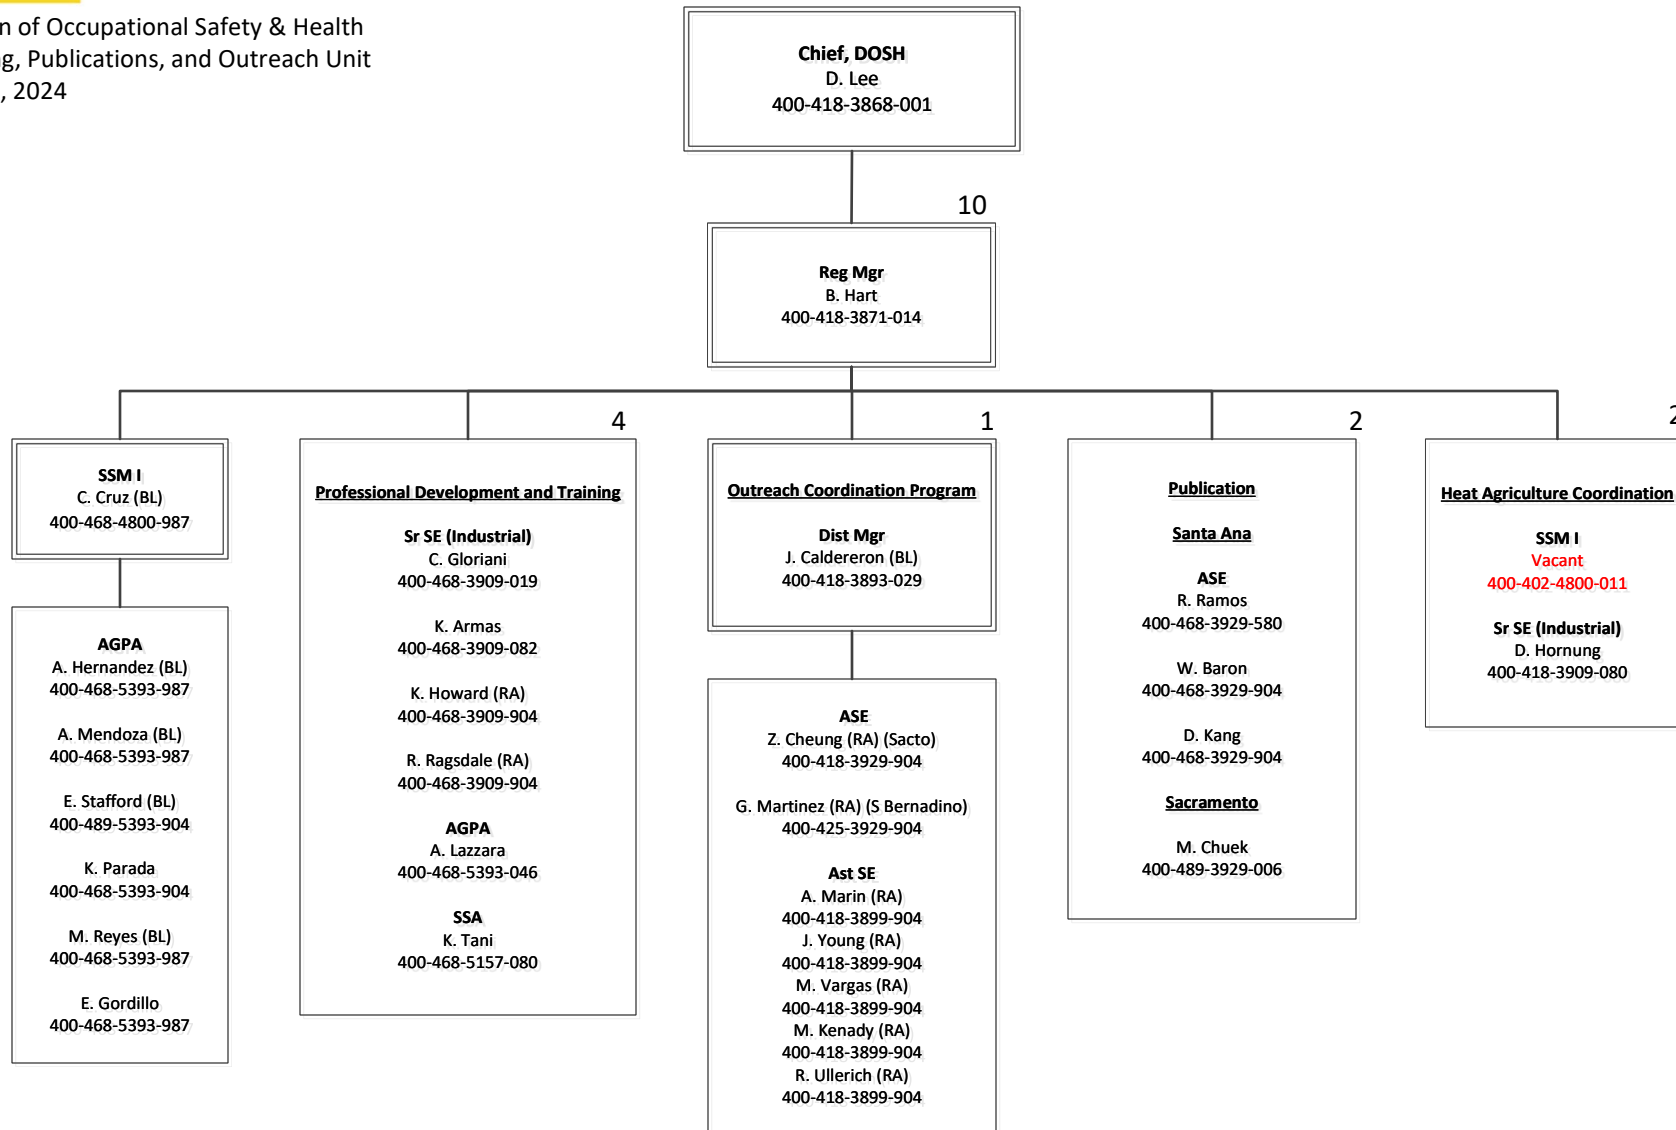 n of Occupational Safety & Health
g, Publications, and Outreach Unit
, 2024
Chief, DOSH
D. Lee
400-418-3868-001
10
Reg Mgr
B. Hart
400-418-3871-014
SSM I
C. Cruz (BL)
400-468-4800-987
AGPA
A. Hernandez (BL)
400-468-5393-987
A. Mendoza (BL)
400-468-5393-987
E. Stafford (BL)
400-489-5393-904
K. Parada
400-468-5393-904
M. Reyes (BL)
400-468-5393-987
E. Gordillo
400-468-5393-987
4
Professional Development and Training
Sr SE (Industrial)
C. Gloriani
400-468-3909-019
K. Armas
400-468-3909-082
K. Howard (RA)
400-468-3909-904
R. Ragsdale (RA)
400-468-3909-904
AGPA
A. Lazzara
400-468-5393-046
SSA
K. Tani
400-468-5157-080
1
Outreach Coordination Program
Dist Mgr
J. Caldereron (BL)
400-418-3893-029
ASE
Z. Cheung (RA) (Sacto)
400-418-3929-904
G. Martinez (RA) (S Bernadino)
400-425-3929-904
Ast SE
A. Marin (RA)
400-418-3899-904
J. Young (RA)
400-418-3899-904
M. Vargas (RA)
400-418-3899-904
M. Kenady (RA)
400-418-3899-904
R. Ullerich (RA)
400-418-3899-904
2
Publication
Santa Ana
ASE
R. Ramos
400-468-3929-580
W. Baron
400-468-3929-904
D. Kang
400-468-3929-904
Sacramento
M. Chuek
400-489-3929-006
2
Heat Agriculture Coordination
SSM I
Vacant
400-402-4800-011
Sr SE (Industrial)
D. Hornung
400-418-3909-080